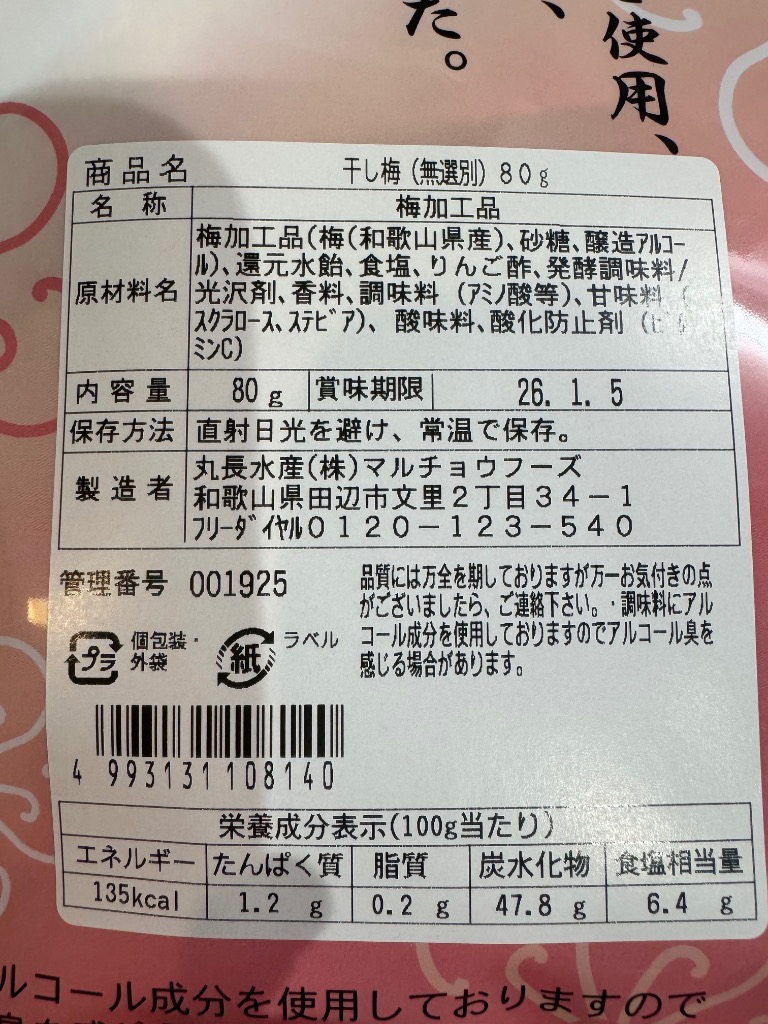 使用、
、
た。
商品名 干し梅（無選別）８０ｇ
名称 梅加工品
原材料名 梅加工品(梅(和歌山県産)、砂糖、醸造ｱﾙｺｰ
ﾙ)、還元水飴、食塩、りんご酢、発酵調味料/
光沢剤、香料、調味料（ｱﾐﾉ酸等)、甘味料（
ｽｸﾗﾛｰｽ、ｽﾃﾋﾞｱ)、酸味料、酸化防止剤（ﾋﾞﾀ
ﾐﾝC)
内容量 80ｇ 賞味期限 26. 1. 5
保存方法 直射日光を避け、常温で保存。
製造者 丸長水産(株)マルチョウフーズ
和歌山県田辺市文里２丁目３４－１
ﾌﾘｰﾀﾞｲﾔﾙ０１２０－１２３－５４０
管理番号 001925
品質には万全を期しておりますが万一お気付きの点
がございましたら、ご連絡下さい。・調味料にアル
コール成分を使用しておりますのでアルコール臭を
感じる場合があります。
プラ 個包装・
外袋
紙 ラベル
4 993131 108140
栄養成分表示(100g当たり)
エネルギー たんぱく質 脂質 炭水化物 食塩相当量
135kcal 1.2 g 0.2 g 47.8 g 6.4 g
ルコール成分を使用しておりますので